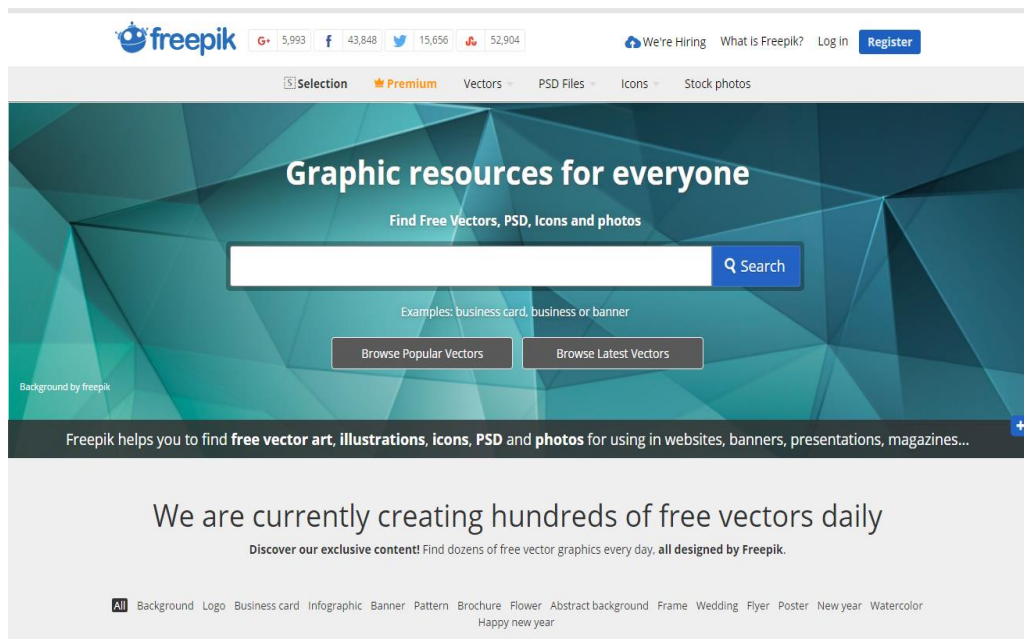 freepik G+ 5,993 f 43,848 15,656 52,904 We're Hiring What is Freepik? Log in Register
S Selection Premium Vectors PSD Files Icons Stock photos
Graphic resources for everyone
Find Free Vectors, PSD, Icons and photos
Search
Examples: business card, business or banner
Browse Popular Vectors Browse Latest Vectors
Background by freepik
+
Freepik helps you to find free vector art, illustrations, icons, PSD and photos for using in websites, banners, presentations, magazines...
We are currently creating hundreds of free vectors daily
Discover our exclusive content! Find dozens of free vector graphics every day, all designed by Freepik.
All Background Logo Business card Infographic Banner Pattern Brochure Flower Abstract background Frame Wedding Flyer Poster New year Watercolor
Happy new year